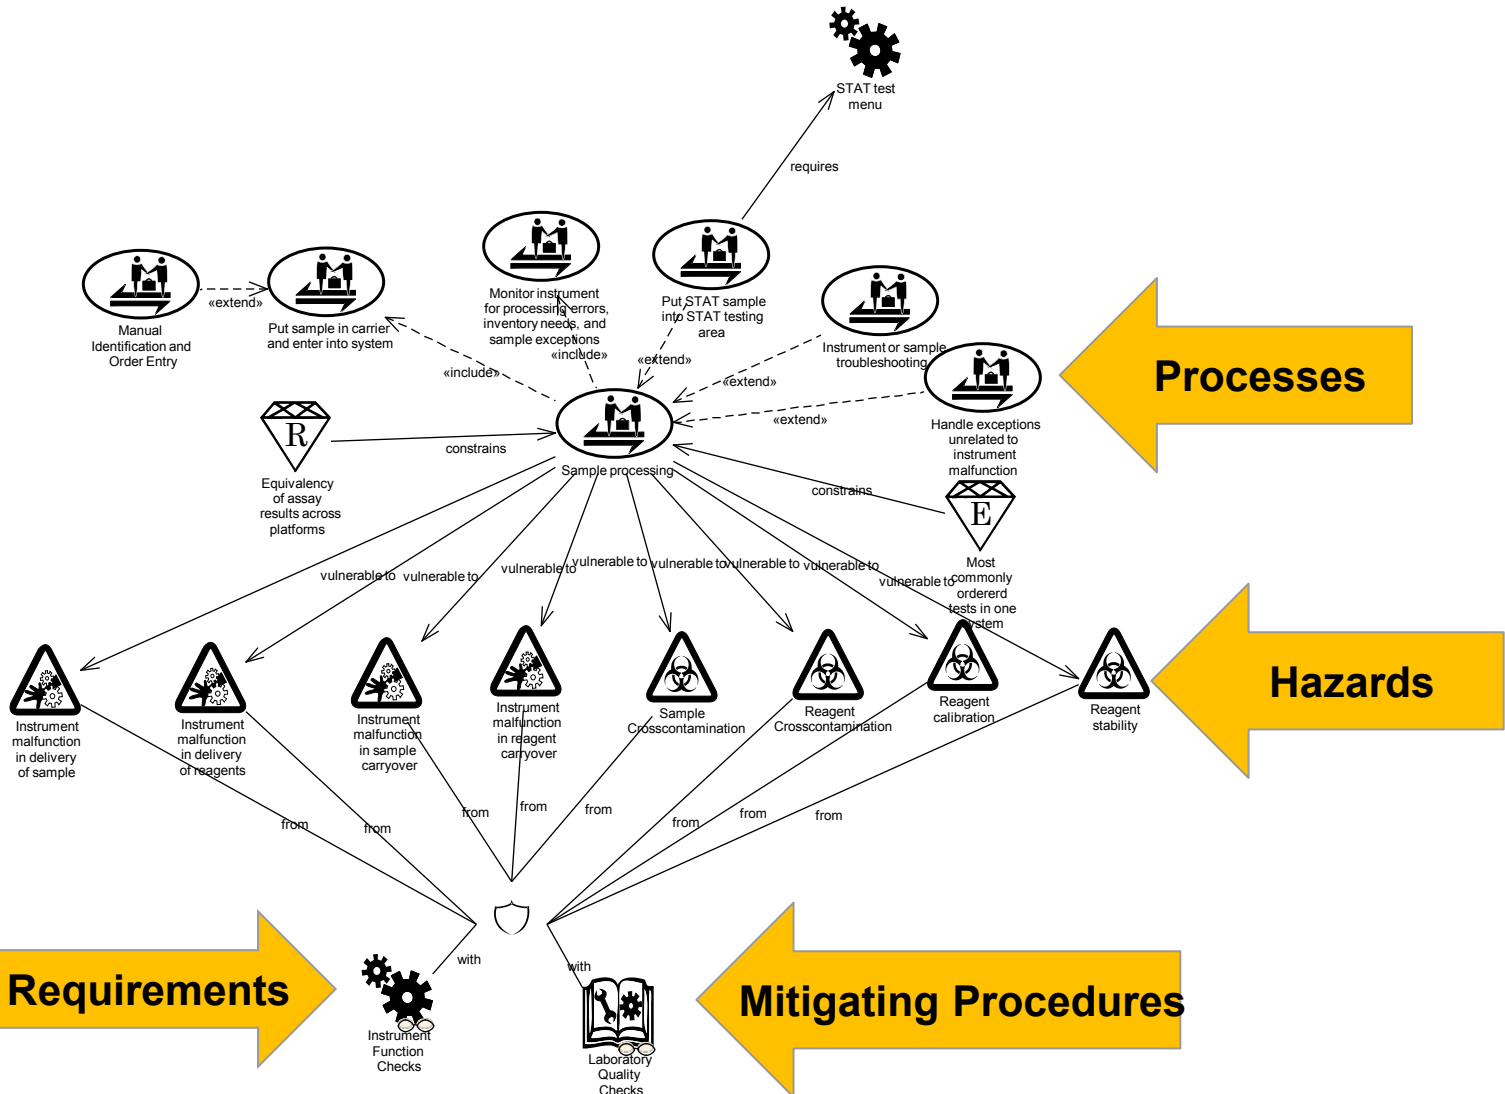 STAT test
menu
requires
Manual
Identification and
Order Entry
«extend»
Put sample in carrier
and enter into system
Monitor instrument
for processing errors,
inventory needs, and
sample exceptions
«include»
«include»
Put STAT sample
into STAT testing
area
«extend»
Instrument or sample
troubleshooting
«extend»
Handle exceptions
unrelated to
instrument
malfunction
«extend»
Processes
R
Equivalency
of assay
results across
platforms
constrains
Sample processing
constrains
E
Most
commonly
ordererd
tests in one
system
vulnerable to
vulnerable to
vulnerable to
vulnerable to
vulnerable to
vulnerable to
vulnerable to
vulnerable to
Instrument
malfunction
in delivery
of sample
Instrument
malfunction
in delivery
of reagents
Instrument
malfunction
in sample
carryover
Instrument
malfunction
in reagent
carryover
Sample
Crosscontamination
Reagent
Crosscontamination
Reagent
calibration
Reagent
stability
Hazards
from
from
from
from
from
from
from
from
with
with
Requirements
Instrument
Function
Checks
Laboratory
Quality
Checks
Mitigating Procedures